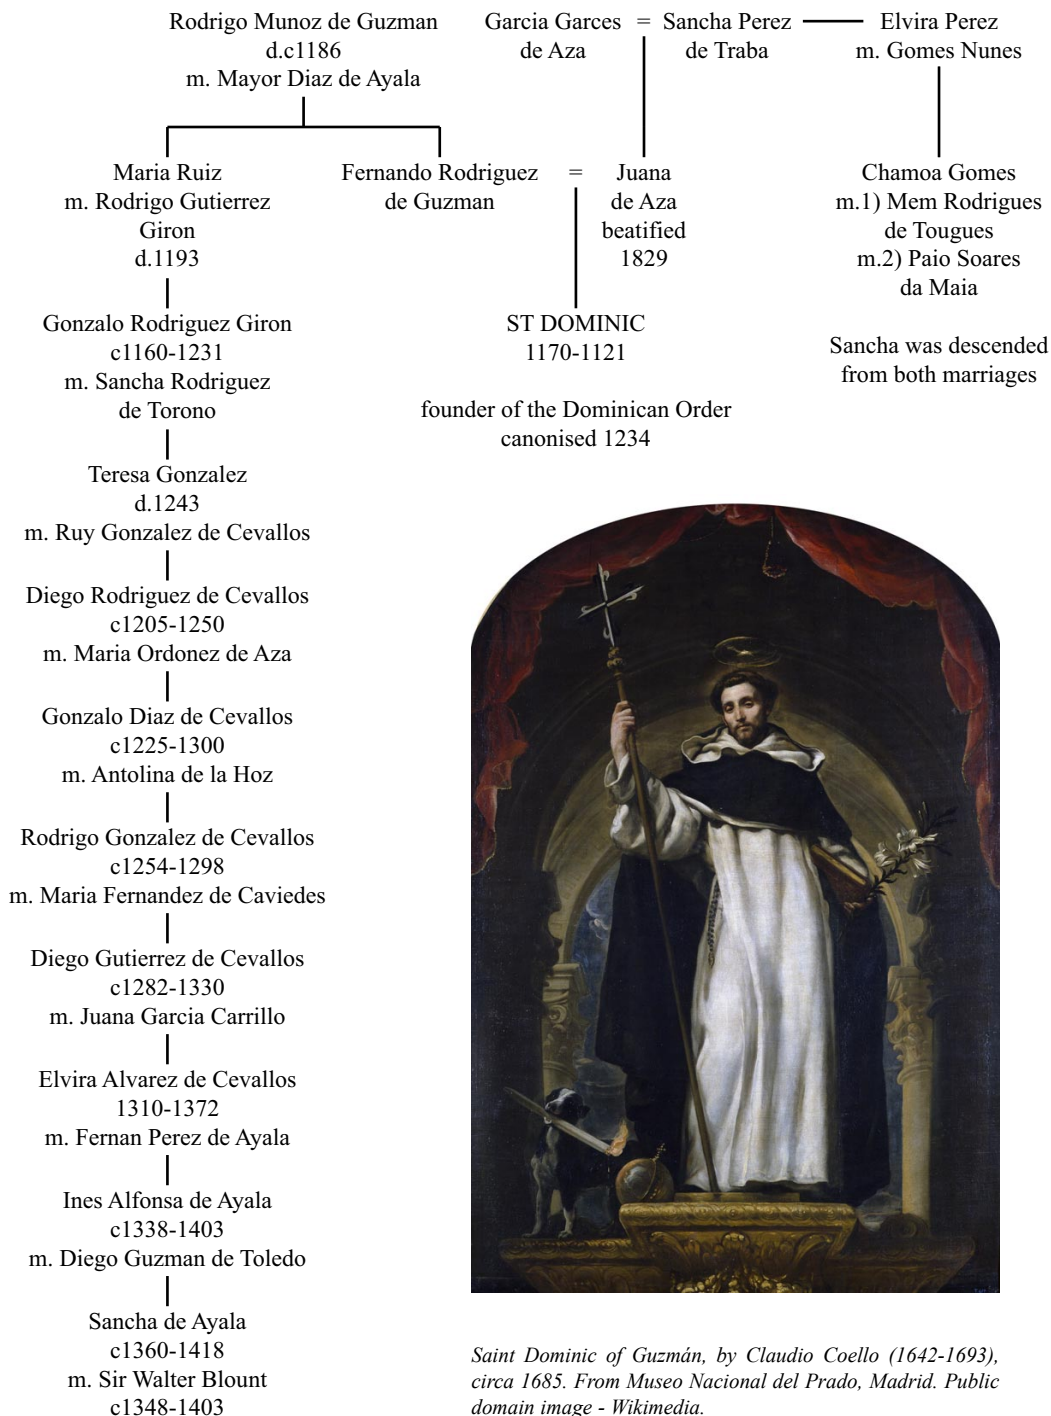 Rodrigo Munoz de Guzman
d.c1186
m. Mayor Diaz de Ayala
Garcia Garces
de Aza
=
Sancha Perez
de Traba
Elvira Perez
m. Gomes Nunes
Maria Ruiz
m. Rodrigo Gutierrez
Giron
d.1193
Fernando Rodriguez
de Guzman
=
Juana
de Aza
beatified
1829
Chamoa Gomes
m.1) Mem Rodrigues
de Tougues
m.2) Paio Soares
da Maia
Sancha was descended
from both marriages
ST DOMINIC
1170-1121
founder of the Dominican Order
canonised 1234
Gonzalo Rodriguez Giron
c1160-1231
m. Sancha Rodriguez
de Torono
Teresa Gonzalez
d.1243
m. Ruy Gonzalez de Cevallos
Diego Rodriguez de Cevallos
c1205-1250
m. Maria Ordonez de Aza
Gonzalo Diaz de Cevallos
c1225-1300
m. Antolina de la Hoz
Rodrigo Gonzalez de Cevallos
c1254-1298
m. Maria Fernandez de Caviedes
Diego Gutierrez de Cevallos
c1282-1330
m. Juana Garcia Carrillo
Elvira Alvarez de Cevallos
1310-1372
m. Fernan Perez de Ayala
Ines Alfonsa de Ayala
c1338-1403
m. Diego Guzman de Toledo
Sancha de Ayala
c1360-1418
m. Sir Walter Blount
c1348-1403
Saint Dominic of Guzmán, by Claudio Coello (1642-1693),
circa 1685. From Museo Nacional del Prado, Madrid. Public
domain image - Wikimedia.